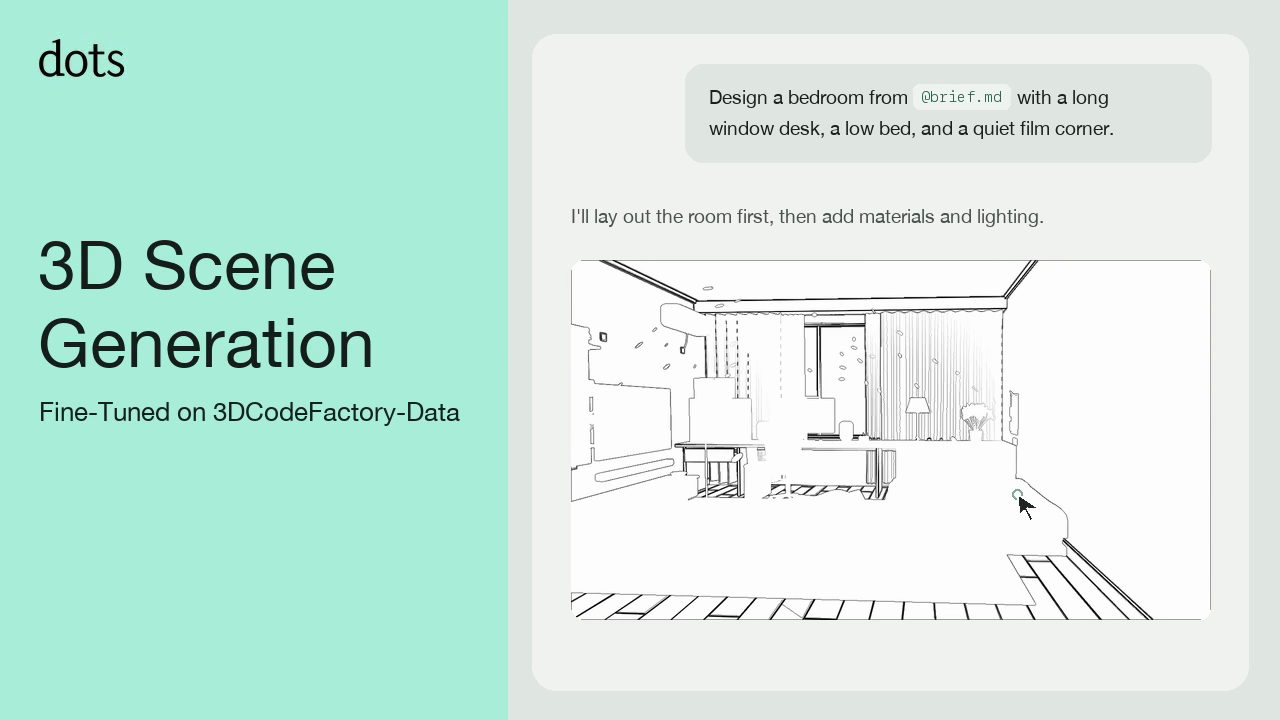 dots
3D Scene
Generation
Fine-Tuned on 3DCodeFactory-Data
Design a bedroom from @brief.md with a long
window desk, a low bed, and a quiet film corner.
I'll lay out the room first, then add materials and lighting.